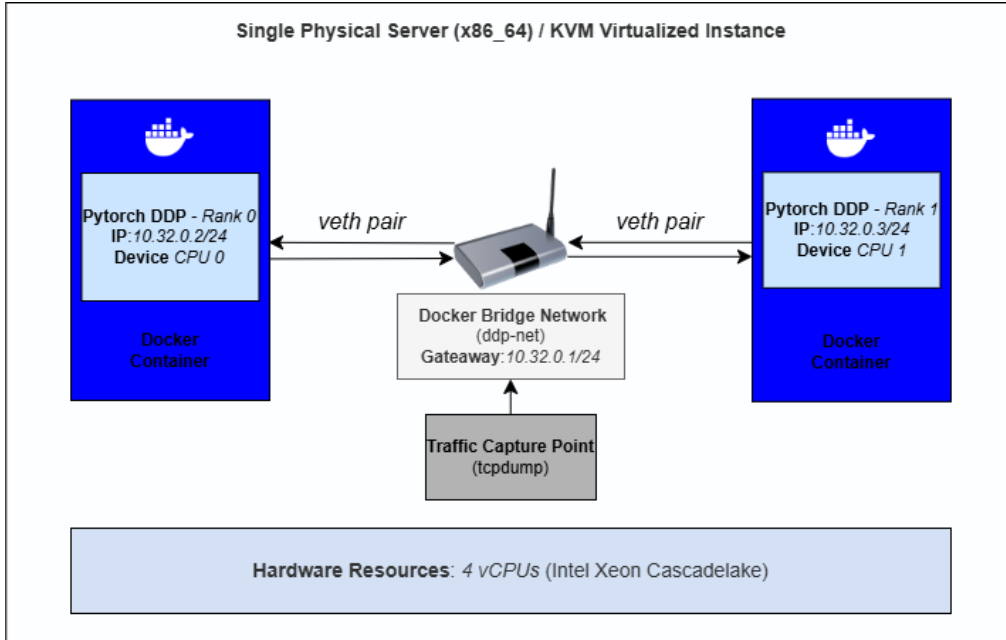 Single Physical Server (x86_64) / KVM Virtualized Instance
Pytorch DDP - Rank 0
IP:10.32.0.2/24
Device CPU 0
Docker
Container
veth pair
veth pair
Docker Bridge Network
(ddp-net)
Gateaway:10.32.0.1/24
Traffic Capture Point
(tcpdump)
Pytorch DDP - Rank 1
IP:10.32.0.3/24
Device CPU 1
Docker
Container
Hardware Resources: 4 vCPUs (Intel Xeon Cascadelake)